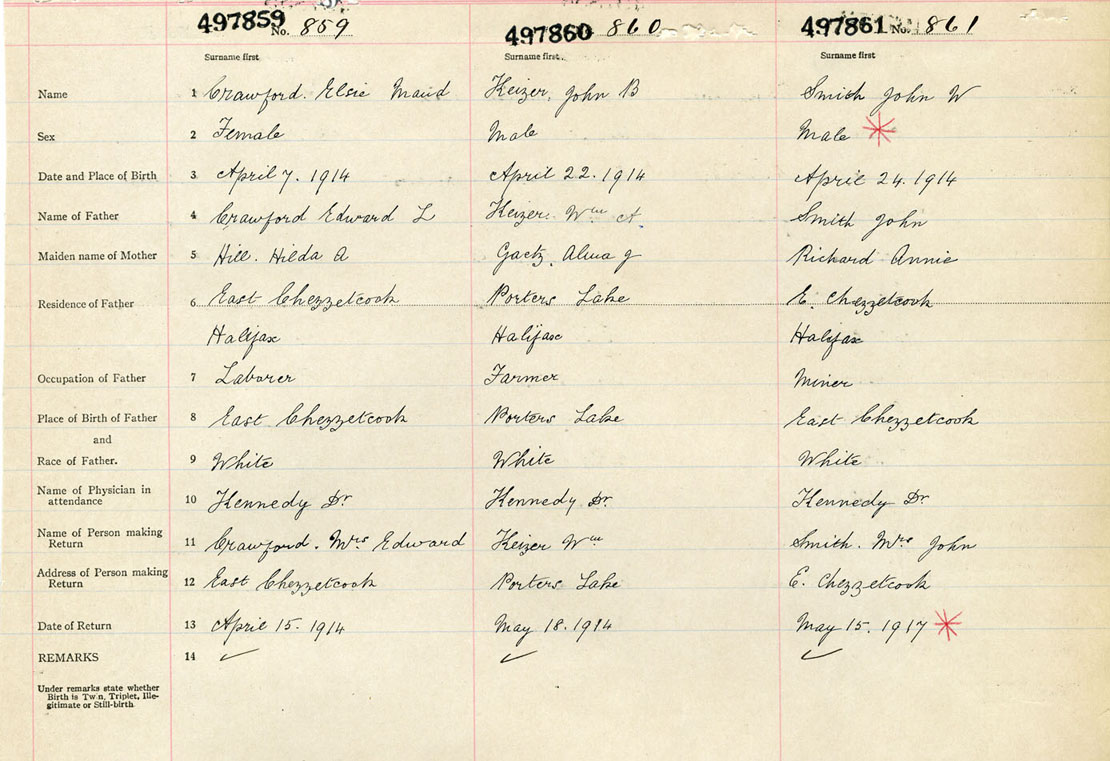 497859 No. 859 497860 860 497861 No. 861
Surname first Surname first. Surname first
Name 1 Crawford. Elsie Maud Keizer, John B Smith John W
Sex 2 Female Male Male *
Date and Place of Birth 3 April 7. 1914 April 22. 1914 April 24. 1914
Name of Father 4 Crawford Edward L Keizer. Wm A Smith John
Maiden name of Mother 5 Hill. Hilda A Gaetz, Alma J Richard Annie
Residence of Father 6 East Chezzetcook Porters Lake E. Chezzetcook
Halifax Halifax Halifax
Occupation of Father 7 Laborer Farmer Miner
Place of Birth of Father 8 East Chezzetcook Porters Lake East Chezzetcook
and
Race of Father. 9 White White White
Name of Physician in
attendance 10 Kennedy Dr. Kennedy Dr. Kennedy Dr
Name of Person making
Return 11 Crawford. Mrs Edward Keizer Wm Smith. Mrs John
Address of Person making
Return 12 East Chezzetcook Porters Lake E. Chezzetcook
Date of Return 13 April 15. 1914 May 18. 1914 May 15. 1917 *
REMARKS 14 ✓ ✓ ✓
Under remarks state whether
Birth is Twin, Triplet, Ille-
gitimate or Still-birth